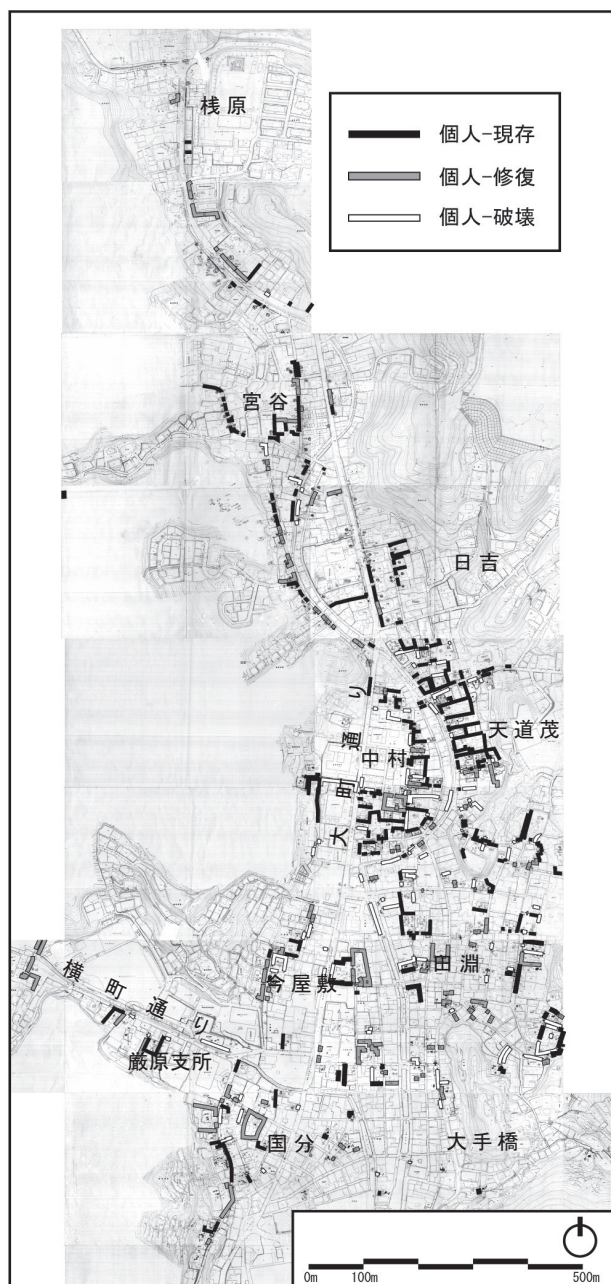 桟原
個人-現存
個人-修復
個人-破壊
宮谷
日吉
天道茂
大町通り
中村
田淵
今屋敷
横町通り
厳原支所
国分
大手橋
0m 100m 500m